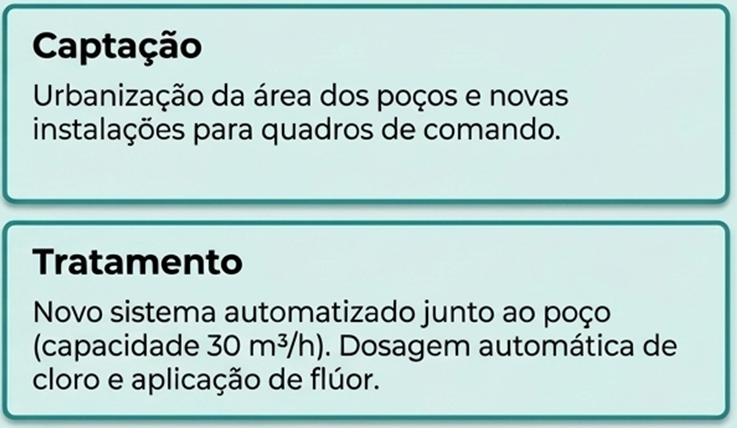 Captação
Urbanização da área dos poços e novas
instalações para quadros de comando.
Tratamento
Novo sistema automatizado junto ao poço
(capacidade 30 m³/h). Dosagem automática de
cloro e aplicação de flúor.